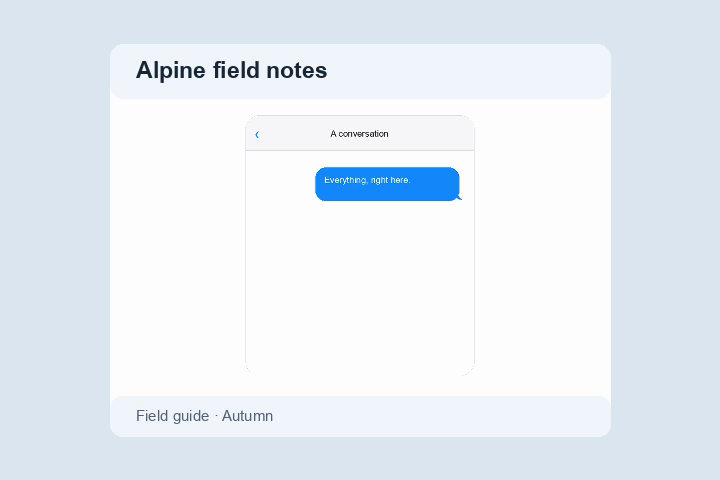 Alpine field notes
A conversation
Everything, right here.
Field guide · Autumn